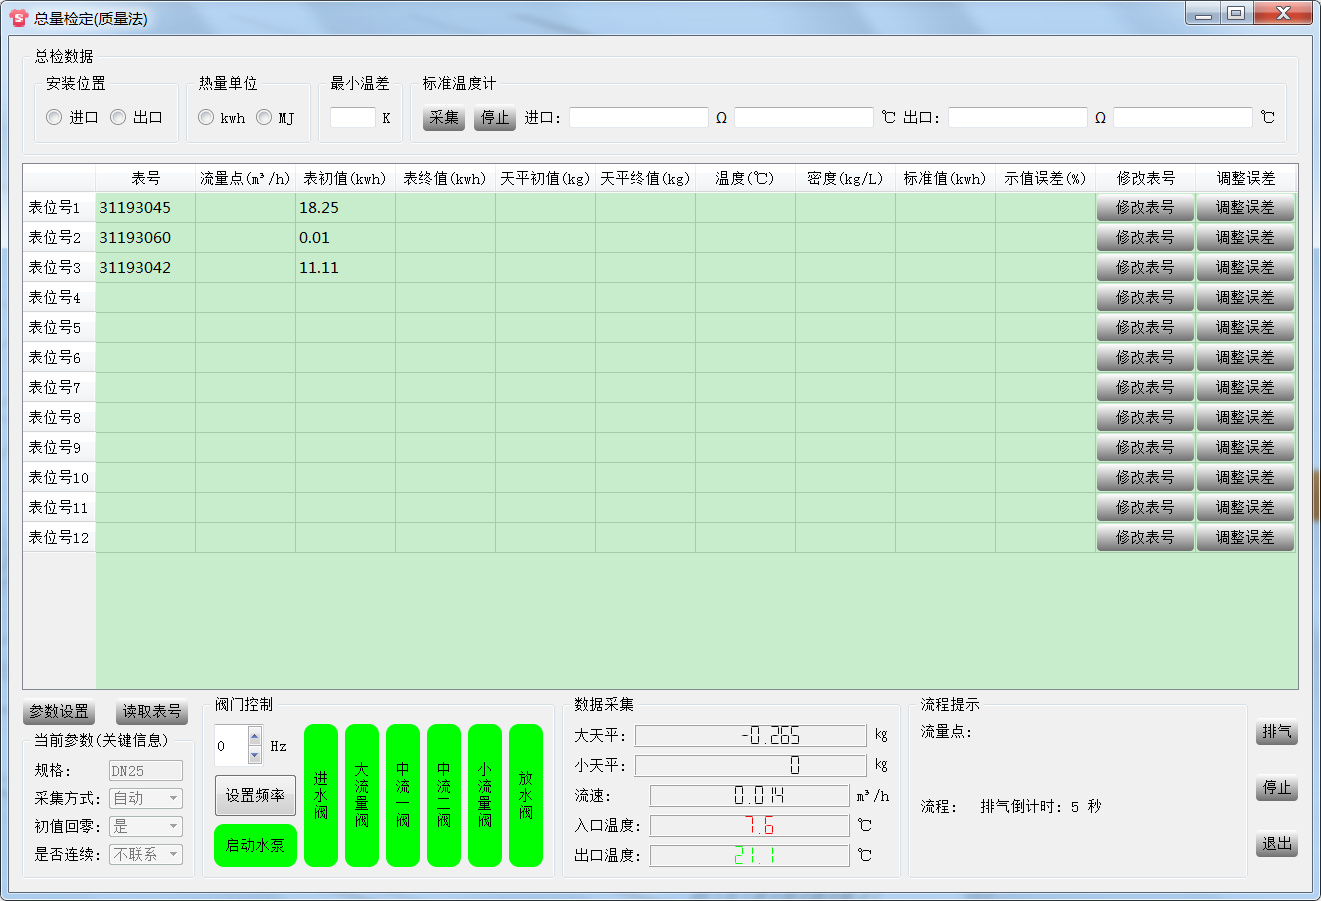 总量检定(质量法)
总检数据
安装位置
进口 出口
热量单位
kwh MJ
最小温差
K
标准温度计
采集 停止 进口: Ω ℃ 出口: Ω ℃
表号 流量点(m³/h) 表初值(kwh) 表终值(kwh) 天平初值(kg) 天平终值(kg) 温度(℃) 密度(kg/L) 标准值(kwh) 示值误差(%) 修改表号 调整误差
表位号1 31193045 18.25 修改表号 调整误差
表位号2 31193060 0.01 修改表号 调整误差
表位号3 31193042 11.11 修改表号 调整误差
表位号4 修改表号 调整误差
表位号5 修改表号 调整误差
表位号6 修改表号 调整误差
表位号7 修改表号 调整误差
表位号8 修改表号 调整误差
表位号9 修改表号 调整误差
表位号10 修改表号 调整误差
表位号11 修改表号 调整误差
表位号12 修改表号 调整误差
参数设置 读取表号
当前参数(关键信息)
规格: DN25
采集方式: 自动
初值回零: 是
是否连续: 不联系
阀门控制
0 Hz
设置频率
启动水泵
进水阀
大流量阀
中流一阀
中流二阀
小流量阀
放水阀
数据采集
大天平: -0.265 kg
小天平: 0 kg
流速: 0.014 m³/h
入口温度: 7.6 ℃
出口温度: 21.1 ℃
流程提示
流量点:
流程: 排气倒计时: 5 秒
排气
停止
退出